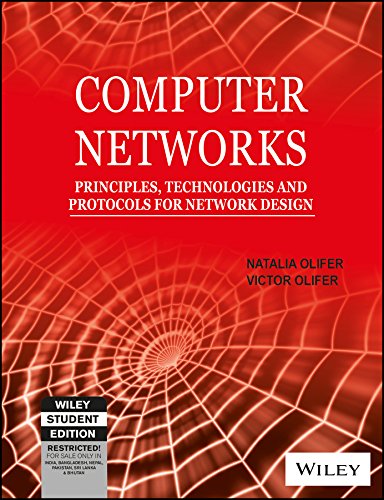 COMPUTER
NETWORKS
PRINCIPLES, TECHNOLOGIES AND
PROTOCOLS FOR NETWORK DESIGN
NATALIA OLIFER
VICTOR OLIFER
WILEY
STUDENT
EDITION
RESTRICTED!
FOR SALE ONLY IN
INDIA, BANGLADESH, NEPAL,
PAKISTAN, SRI LANKA
& BHUTAN
WILEY